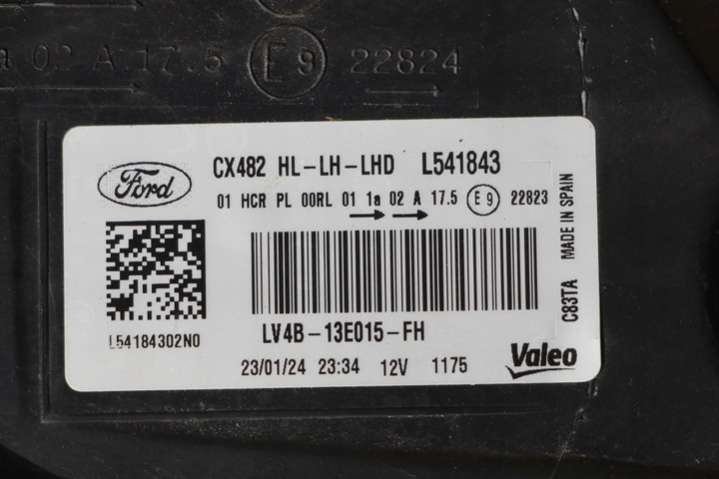 a 02 A 17.5 E9 22824
Ford
CX482 HL-LH-LHD L541843
01 HCR PL 00RL 01 1a 02 A 17.5 E9 22823
LV4B-13E015-FH
L54184302N0
23/01/24 23:34 12V 1175
Valeo
C83TA MADE IN SPAIN